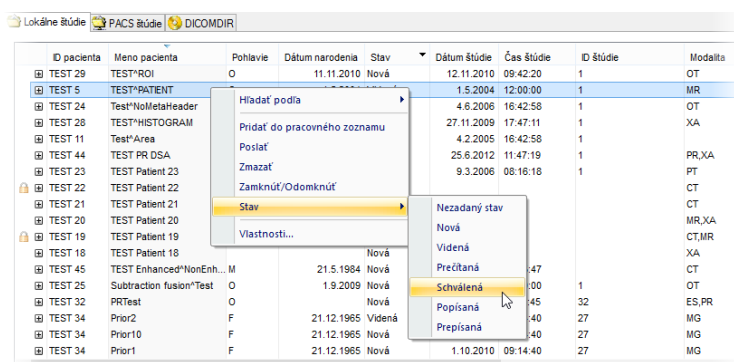 Lokálne štúdie PACS štúdie DICOMDIR
ID pacienta Meno pacienta Pohlavie Dátum narodenia Stav Dátum štúdie Čas štúdie ID štúdie Modalita
TEST 29 TEST^ROI O 11.11.2010 Nová 12.11.2010 09:42:20 1 OT
TEST 5 TEST^PATIENT 1.5.2004 12:00:00 1 MR
TEST 24 Test^NoMetaHeader 4.6.2006 16:42:58 1 OT
TEST 28 TEST^HISTOGRAM 27.11.2009 17:47:11 1 XA
TEST 11 Test^Area 4.2.2005 16:42:58 1
TEST 44 TEST PR DSA 25.6.2012 11:47:19 1 PR,XA
TEST 23 TEST Patient 23 9.3.2006 08:16:18 1 PT
TEST 22 TEST Patient 22 CT
TEST 21 TEST Patient 21 CT
TEST 20 TEST Patient 20 MR,XA
TEST 19 TEST Patient 19 CT,MR
TEST 18 TEST Patient 18 Nová XA
TEST 45 TEST Enhanced^NonEnh... M 21.5.1984 Nová :47 CT
TEST 25 Subtraction fusion^Test O 1.9.2009 Nová :00 1 OT
TEST 32 PRTest O Nová :45 32 ES,PR
TEST 34 Prior2 F 21.12.1965 Videná :40 27 MG
TEST 34 Prior10 F 21.12.1965 Nová :40 27 MG
TEST 34 Prior1 F 21.12.1965 Nová 1.10.2010 09:14:40 27 MG
Hľadať podľa
Pridať do pracovného zoznamu
Poslať
Zmazať
Zamknúť/Odomknúť
Stav
Vlastnosti...
Nezadaný stav
Nová
Videná
Prečítaná
Schválená
Popísaná
Prepísaná